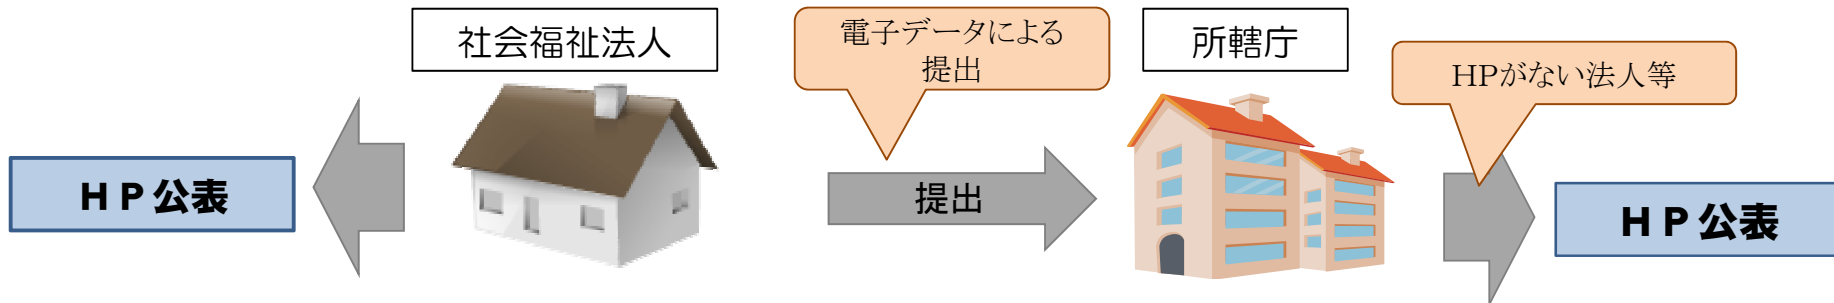 社会福祉法人
電子データによる
提出
所轄庁
HPがない法人等
ＨＰ公表
提出
ＨＰ公表